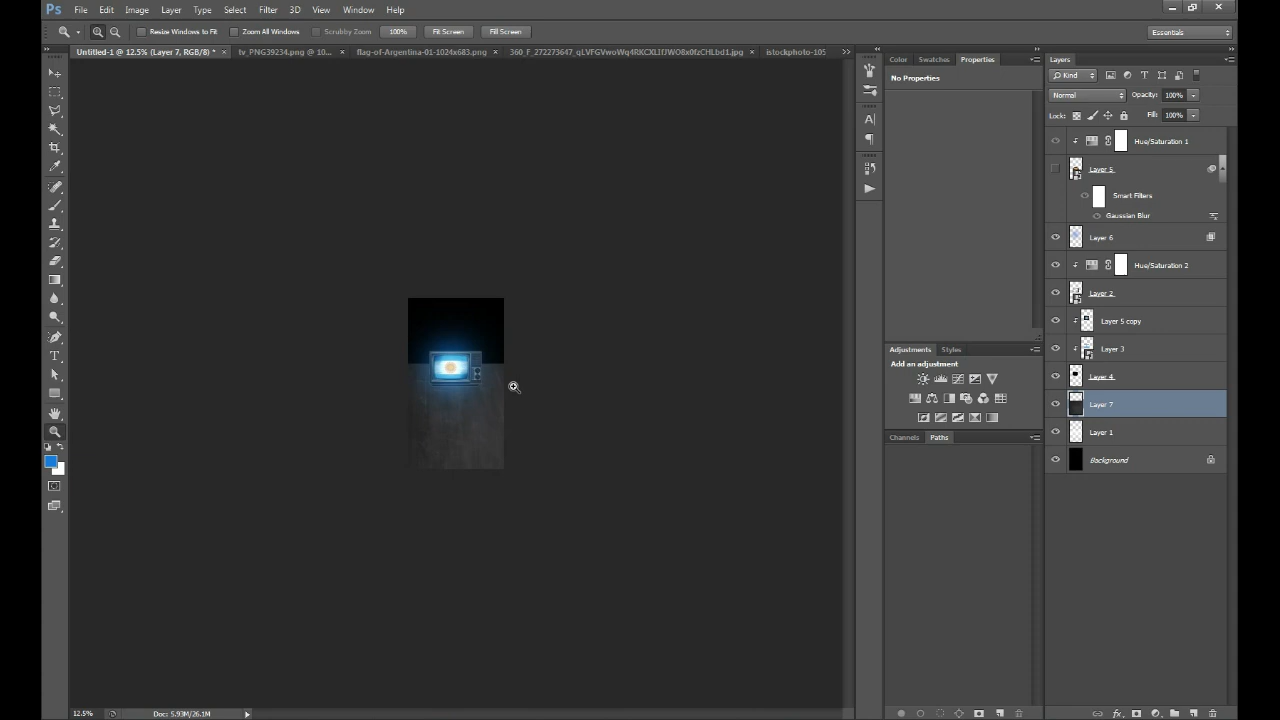 Ps File Edit Image Layer Type Select Filter 3D View Window Help
Resize Windows to Fit Zoom All Windows Scrubby Zoom 100% Fit Screen Fill Screen Essentials
Untitled-1 @ 12.5% (Layer 7, RGB/8) * × tv_PNG39234.png @ 10... × flag-of-Argentina-01-1024x683.png × 360_F_272273647_qLVFGVwoWq4RKCXLIfJWO8x0fzCHLbd1.jpg × istockphoto-105 >>
Color Swatches Properties
No Properties
Layers
Kind
Normal Opacity: 100%
Lock: Fill: 100%
Hue/Saturation 1
Layer 5
Smart Filters
Gaussian Blur
Layer 6
Hue/Saturation 2
Layer 2
Layer 5 copy
Layer 3
Layer 4
Layer 7
Layer 1
Background
Adjustments Styles
Add an adjustment
Channels Paths
12.5% Doc: 5.93M/26.1M